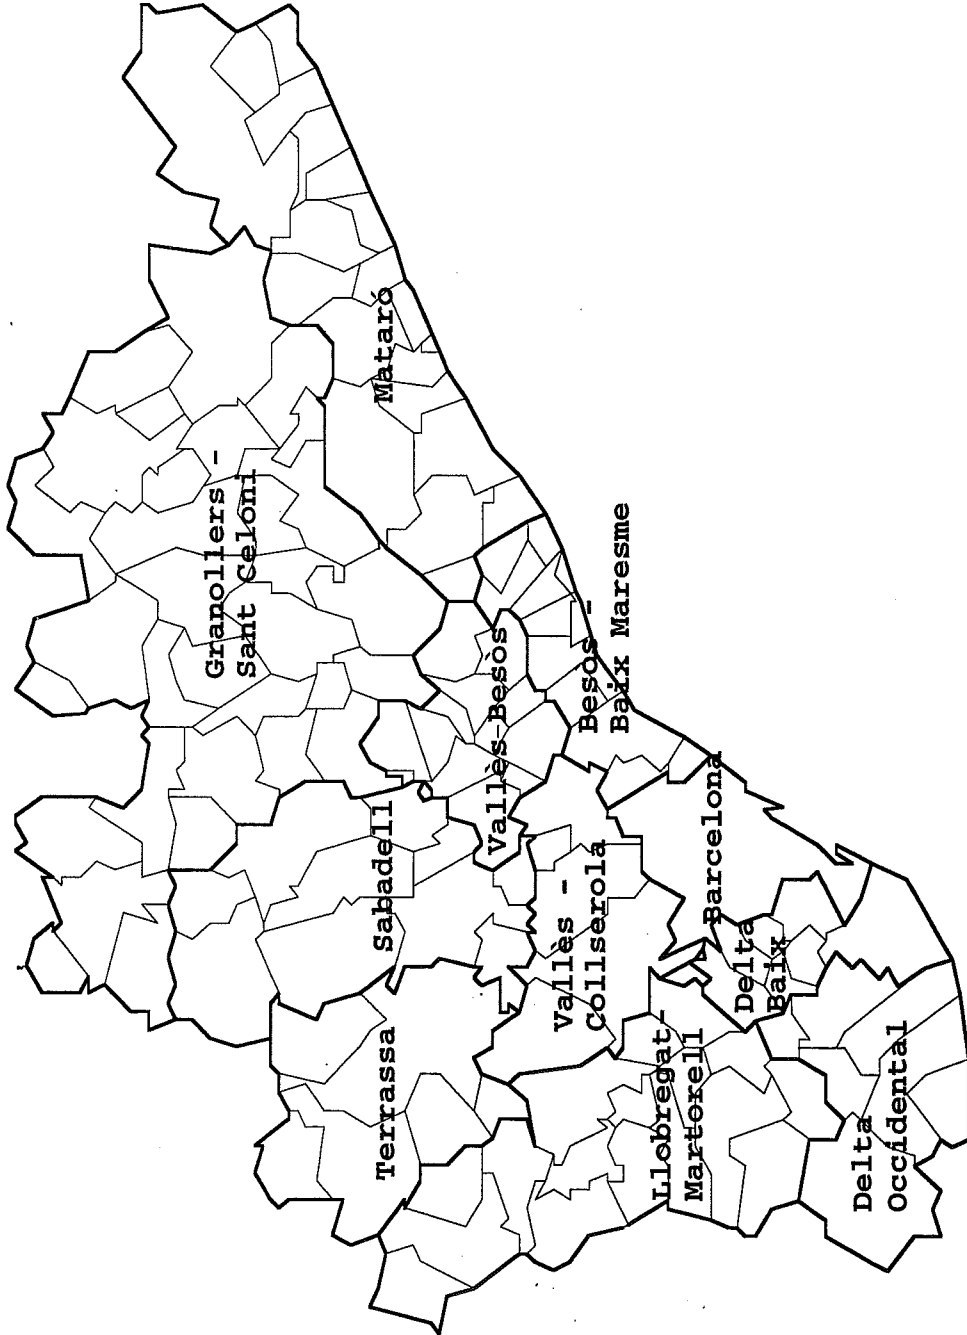 Granollers -
Sant Celoni
Terrassa
Sabadell
Mataró
Vallès-Besòs
Vallès -
Collserola
Besòs -
Baix Maresme
Llobregat-
Martorell
Barcelona
Delta
Baix
Delta
Occidental